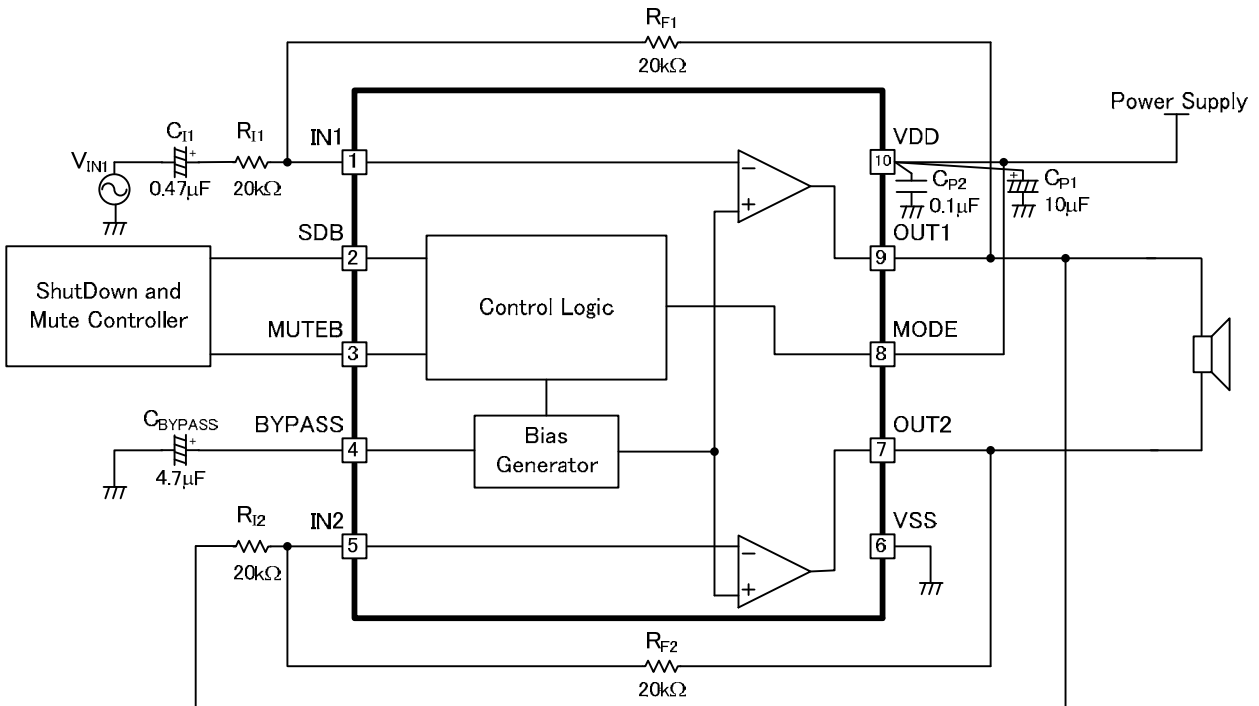 RF1
20kΩ
Power Supply
CI1
+
0.47μF
RI1
20kΩ
VIN1
IN1
1
VDD
10
CP2
0.1μF
+
CP1
10μF
−
+
SDB
2
OUT1
9
ShutDown and
Mute Controller
Control Logic
MUTEB
3
MODE
8
CBYPASS
+
4.7μF
BYPASS
4
Bias
Generator
OUT2
7
RI2
20kΩ
IN2
5
−
+
VSS
6
RF2
20kΩ